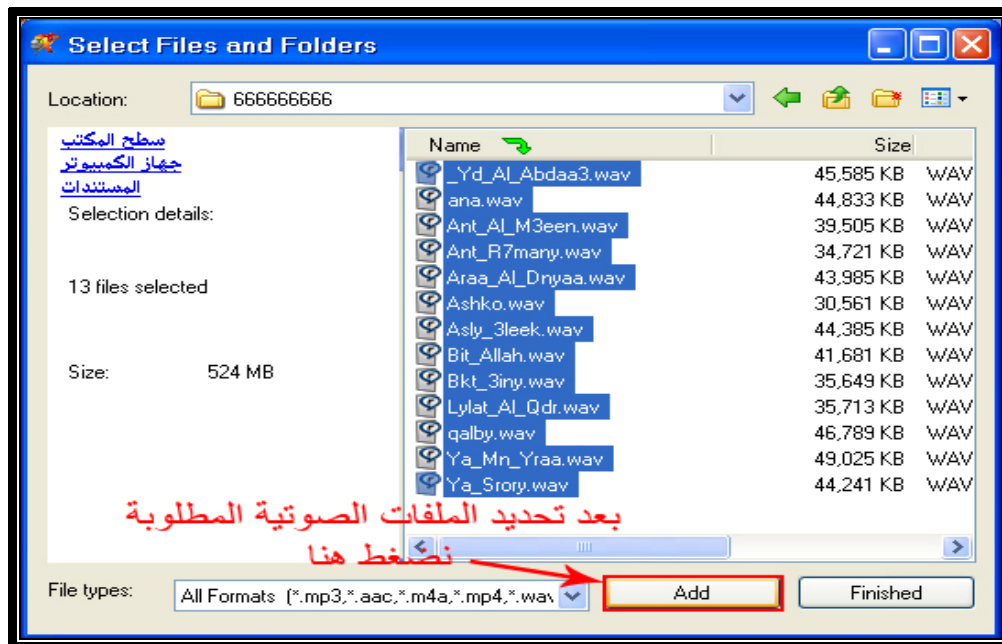 Select Files and Folders
Location: 666666666
سطح المكتب
جهاز الكمبيوتر
المستندات
Selection details:
13 files selected
Size: 524 MB
Name Size
_Yd_Al_Abdaa3.wav 45,585 KB WAV
ana.wav 44,833 KB WAV
Ant_Al_M3een.wav 39,505 KB WAV
Ant_R7many.wav 34,721 KB WAV
Araa_Al_Dnyaa.wav 43,985 KB WAV
Ashko.wav 30,561 KB WAV
Asly_3leek.wav 44,385 KB WAV
Bit_Allah.wav 41,681 KB WAV
Bkt_3iny.wav 35,649 KB WAV
Lylat_Al_Qdr.wav 35,713 KB WAV
qalby.wav 46,789 KB WAV
Ya_Mn_Yraa.wav 49,025 KB WAV
Ya_Srory.wav 44,241 KB WAV
بعد تحديد الملفات الصوتية المطلوبة
نضغط هنا
File types: All Formats (*.mp3,*.aac,*.m4a,*.mp4,*.wav Add Finished